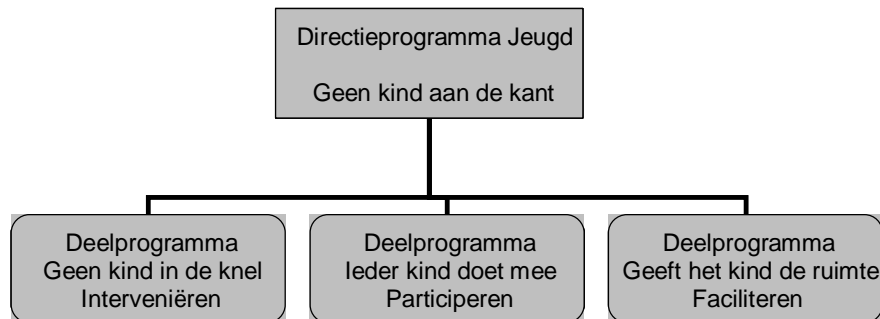 Directieprogramma Jeugd
Geen kind aan de kant
Deelprogramma
Geen kind in de knel
Interveniëren
Deelprogramma
Ieder kind doet mee
Participeren
Deelprogramma
Geeft het kind de ruimte
Faciliteren